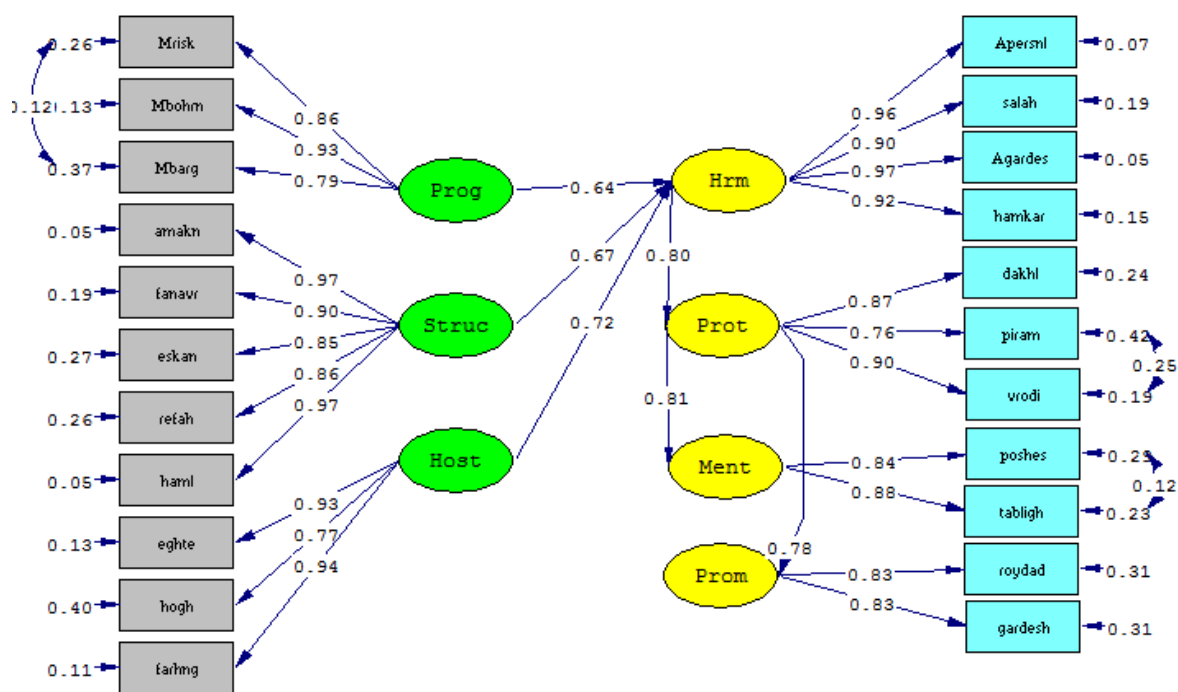 0.26 Mrisk
0.12
0.13 Mbohrn
0.37 Mbarg
0.05 amakn
0.19 fanavr
0.27 eskan
0.26 refah
0.05 haml
0.13 eghte
0.40 hogh
0.11 farhng
0.86
0.93
0.79
0.97
0.90
0.85
0.86
0.97
0.93
0.77
0.94
Prog
Struc
Host
0.64
0.67
0.72
Hrm
0.80
Prot
0.81
Ment
0.78
Prom
0.96
0.90
0.97
0.92
0.87
0.76
0.90
0.84
0.88
0.83
0.83
Apersnl 0.07
salah 0.19
Agardes 0.05
hamkar 0.15
dakhl 0.24
piram 0.42
0.25
vrodi 0.19
poshes 0.29
0.12
tabligh 0.23
roydad 0.31
gardesh 0.31